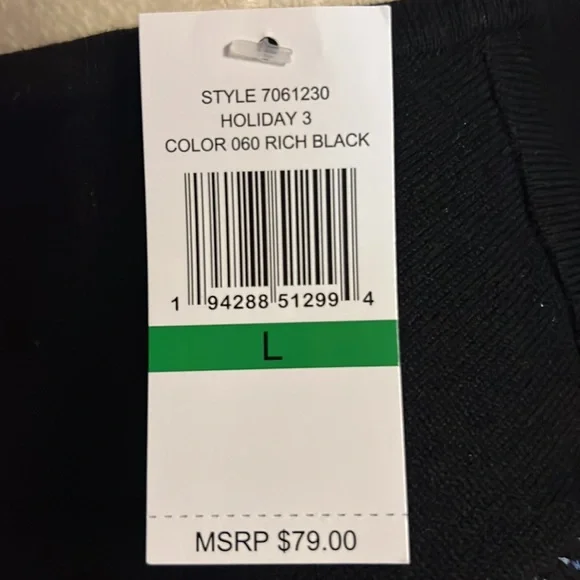 STYLE 7061230
HOLIDAY 3
COLOR 060 RICH BLACK
1 94288 51299 4
L
MSRP $79.00